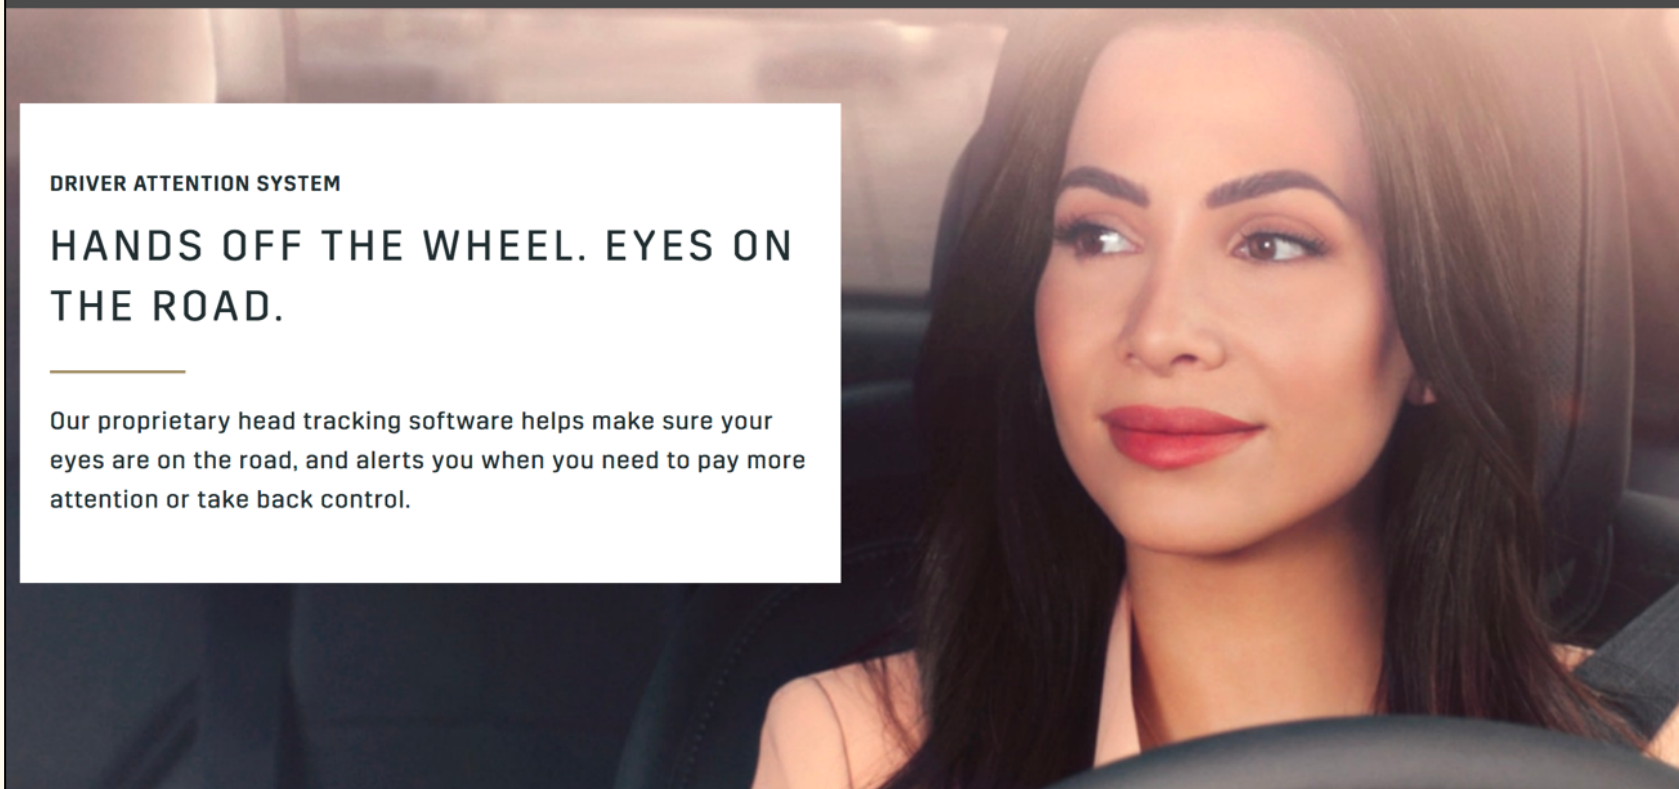 DRIVER ATTENTION SYSTEM
HANDS OFF THE WHEEL. EYES ON
THE ROAD.
Our proprietary head tracking software helps make sure your
eyes are on the road, and alerts you when you need to pay more
attention or take back control.